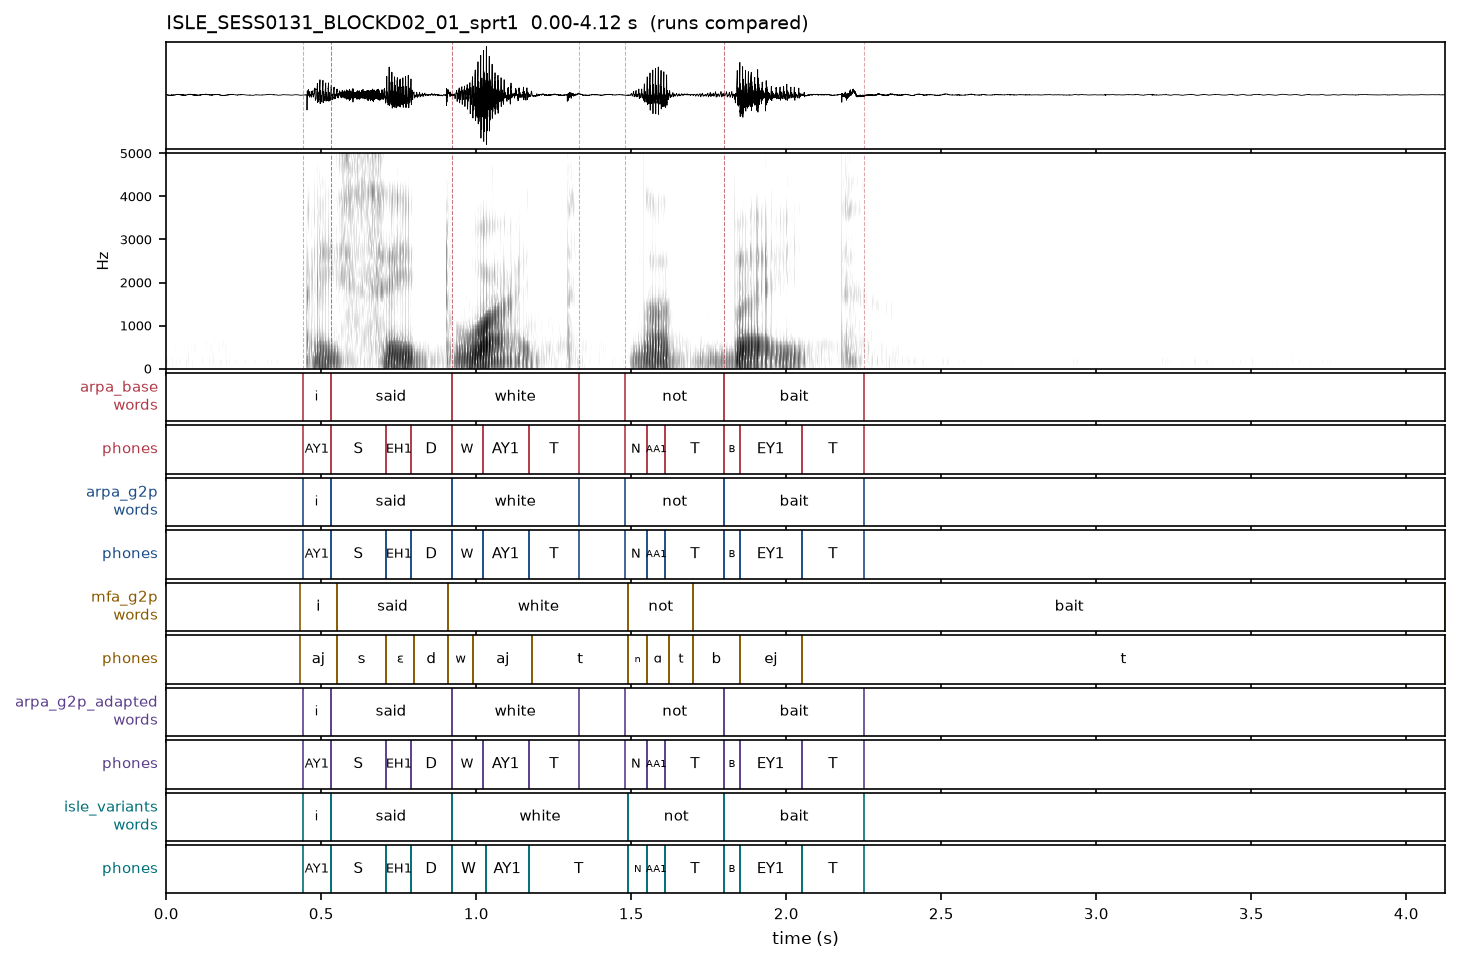 ISLE_SESS0131_BLOCKD02_01_sprt1 0.00-4.12 s (runs compared)
5000
4000
3000
2000
1000
0
Hz
arpa_base words i said white not bait
phones AY1 S EH1 D W AY1 T N AA1 T B EY1 T
arpa_g2p words i said white not bait
phones AY1 S EH1 D W AY1 T N AA1 T B EY1 T
mfa_g2p words i said white not bait
phones aj s ɛ d w aj t n ɑ t b ej t
arpa_g2p_adapted words i said white not bait
phones AY1 S EH1 D W AY1 T N AA1 T B EY1 T
isle_variants words i said white not bait
phones AY1 S EH1 D W AY1 T N AA1 T B EY1 T
0.0 0.5 1.0 1.5 2.0 2.5 3.0 3.5 4.0
time (s)